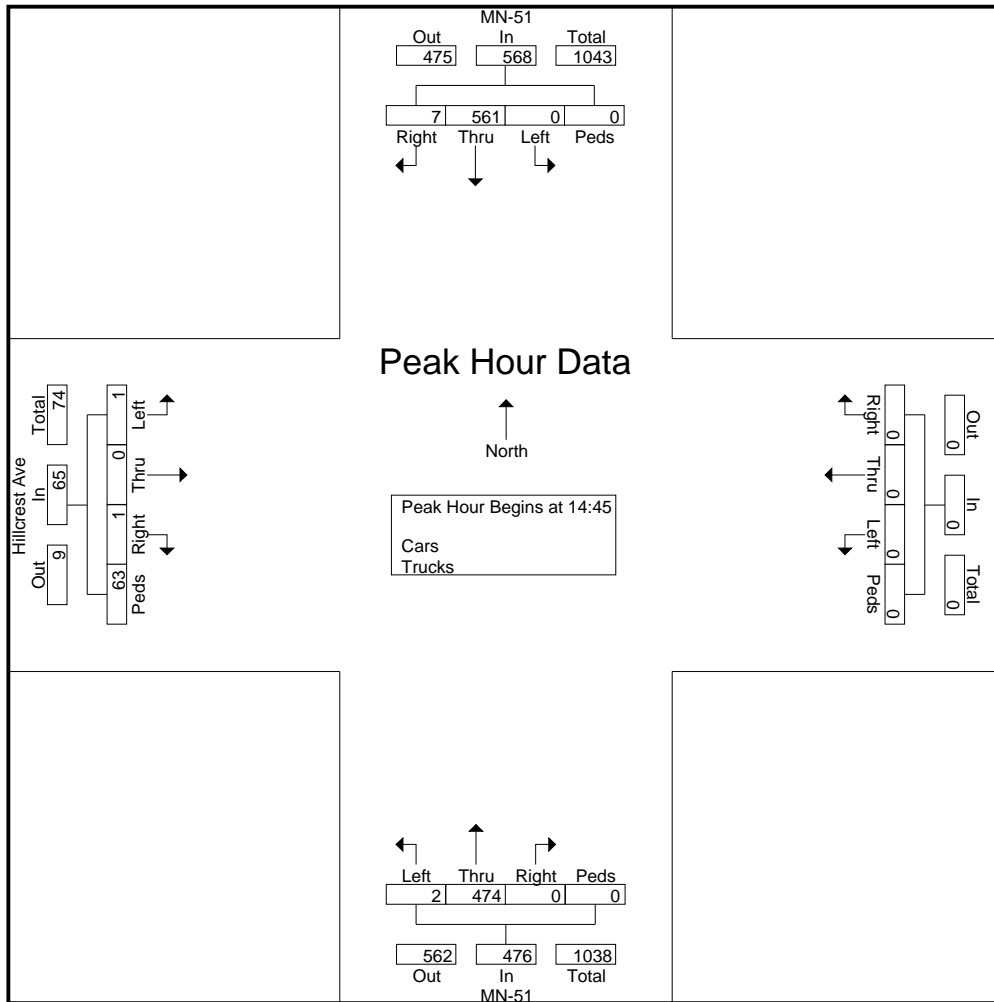 MN-51
Out In Total
475 568 1043
7 561 0 0
Right Thru Left Peds
Peak Hour Data
North
Peak Hour Begins at 14:45
Cars
Trucks
Hillcrest Ave
Out In Total
9 65 74
1 0 1 63
Left Thru Right Peds
Right Thru Left Peds
0 0 0 0
Out In Total
0 0 0
Left Thru Right Peds
2 474 0 0
562 476 1038
Out In Total
MN-51